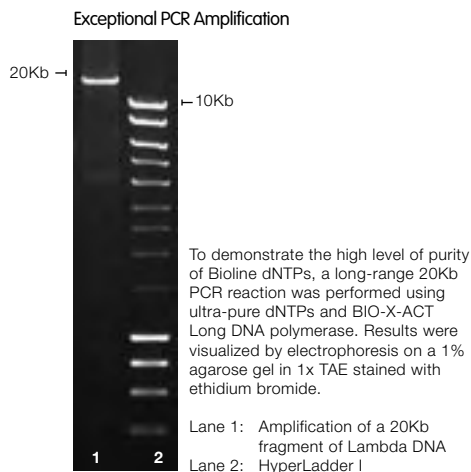 Exceptional PCR Amplification
20Kb
10Kb
To demonstrate the high level of purity
of Bioline dNTPs, a long-range 20Kb
PCR reaction was performed using
ultra-pure dNTPs and BIO-X-ACT
Long DNA polymerase. Results were
visualized by electrophoresis on a 1%
agarose gel in 1x TAE stained with
ethidium bromide.
1 2
Lane 1: Amplification of a 20Kb
fragment of Lambda DNA
Lane 2: HyperLadder I